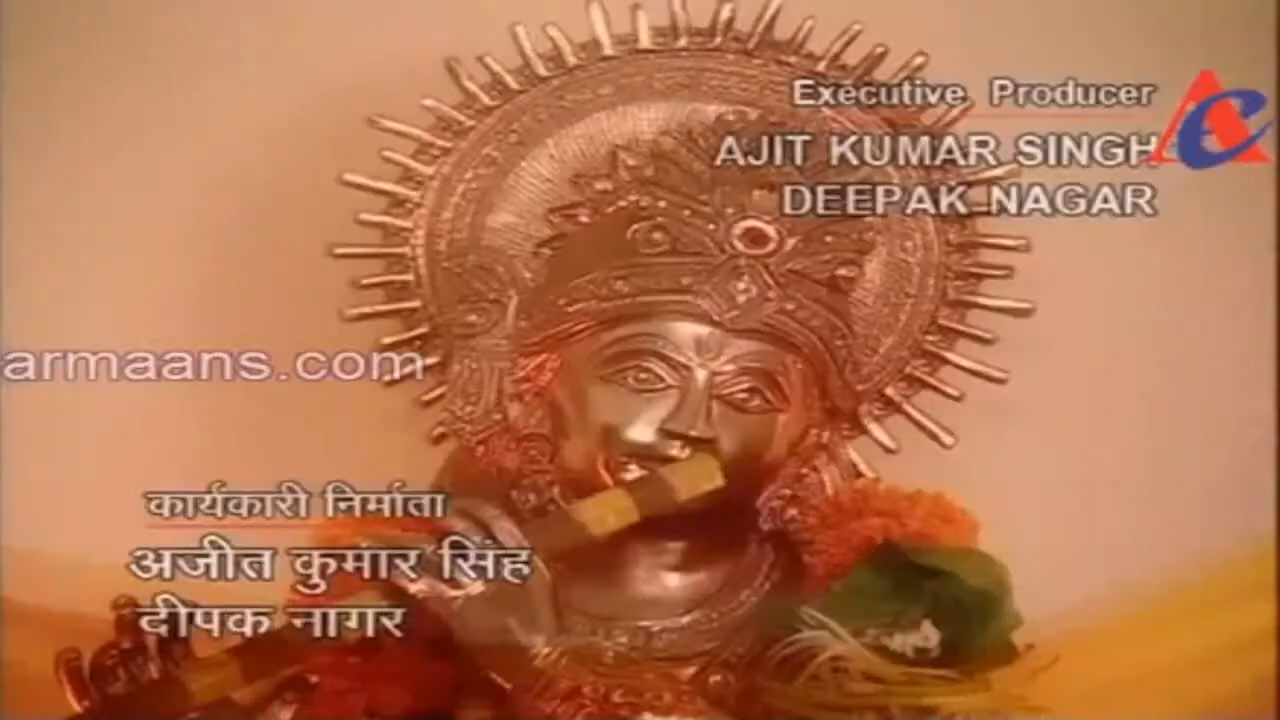 Executive Producer
AJIT KUMAR SINGH
DEEPAK NAGAR
armaans.com
कार्यकारी निर्माता
अजीत कुमार सिंह
दीपक नागर